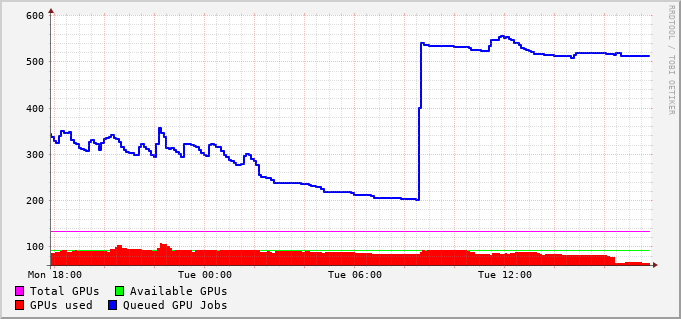 600
500
400
300
200
100
Mon 18:00 Tue 00:00 Tue 06:00 Tue 12:00
Total GPUs Available GPUs
GPUs used Queued GPU Jobs
RRDTOOL / TOBI OETIKER